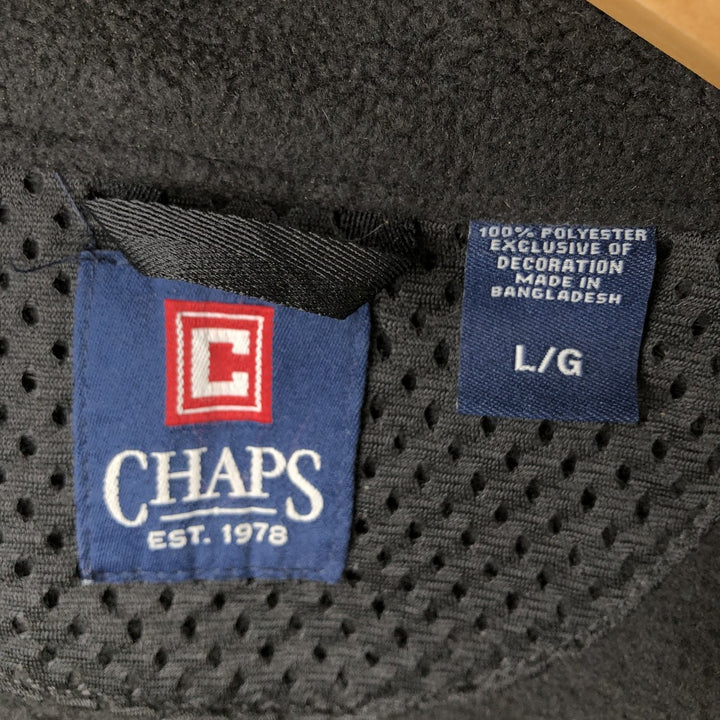 C
CHAPS
EST. 1978
100% POLYESTER
EXCLUSIVE OF
DECORATION
MADE IN
BANGLADESH
L/G